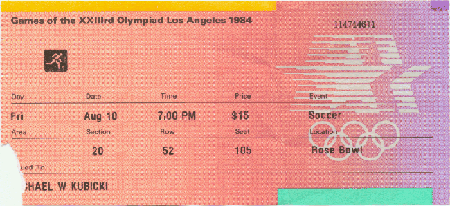 Games of the XXIIIrd Olympiad Los Angeles 1984
Day Date Time Price Event
Fri Aug 10 7:00 PM $15 Soccer
Area Section Row Seat Location
20 52 105 Rose Bowl
HAEL W KUBICKI